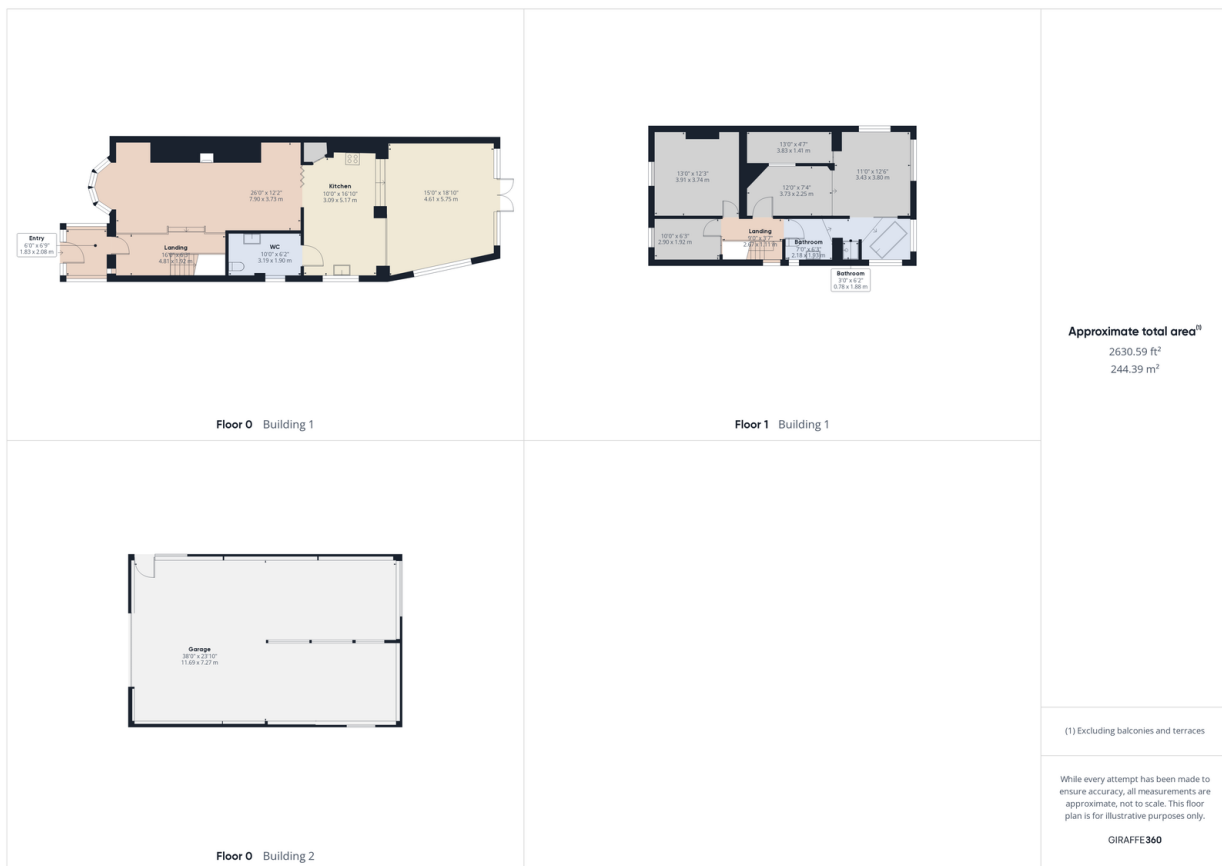 Entry
6'0" x 6'9"
1.83 x 2.08 m
26'0" x 12'2"
7.90 x 3.73 m
Landing
4.81 x 1.92 m
WC
10'0" x 6'2"
3.19 x 1.90 m
Kitchen
10'0" x 16'10"
3.09 x 5.17 m
15'0" x 18'10"
4.61 x 5.75 m
Floor 0 Building 1
13'0" x 12'3"
3.91 x 3.74 m
13'0" x 4'7"
3.83 x 1.41 m
12'0" x 7'4"
3.73 x 2.25 m
11'0" x 12'6"
3.43 x 3.80 m
10'0" x 6'3"
2.90 x 1.92 m
Landing
Bathroom
7'0" x 6'3"
Bathroom
3'0" x 6'2"
0.78 x 1.88 m
Floor 1 Building 1
Garage
38'0" x 23'10"
11.69 x 7.27 m
Floor 0 Building 2
Approximate total area(1)
2630.59 ft²
244.39 m²
(1) Excluding balconies and terraces
While every attempt has been made to
ensure accuracy, all measurements are
approximate, not to scale. This floor
plan is for illustrative purposes only.
GIRAFFE360